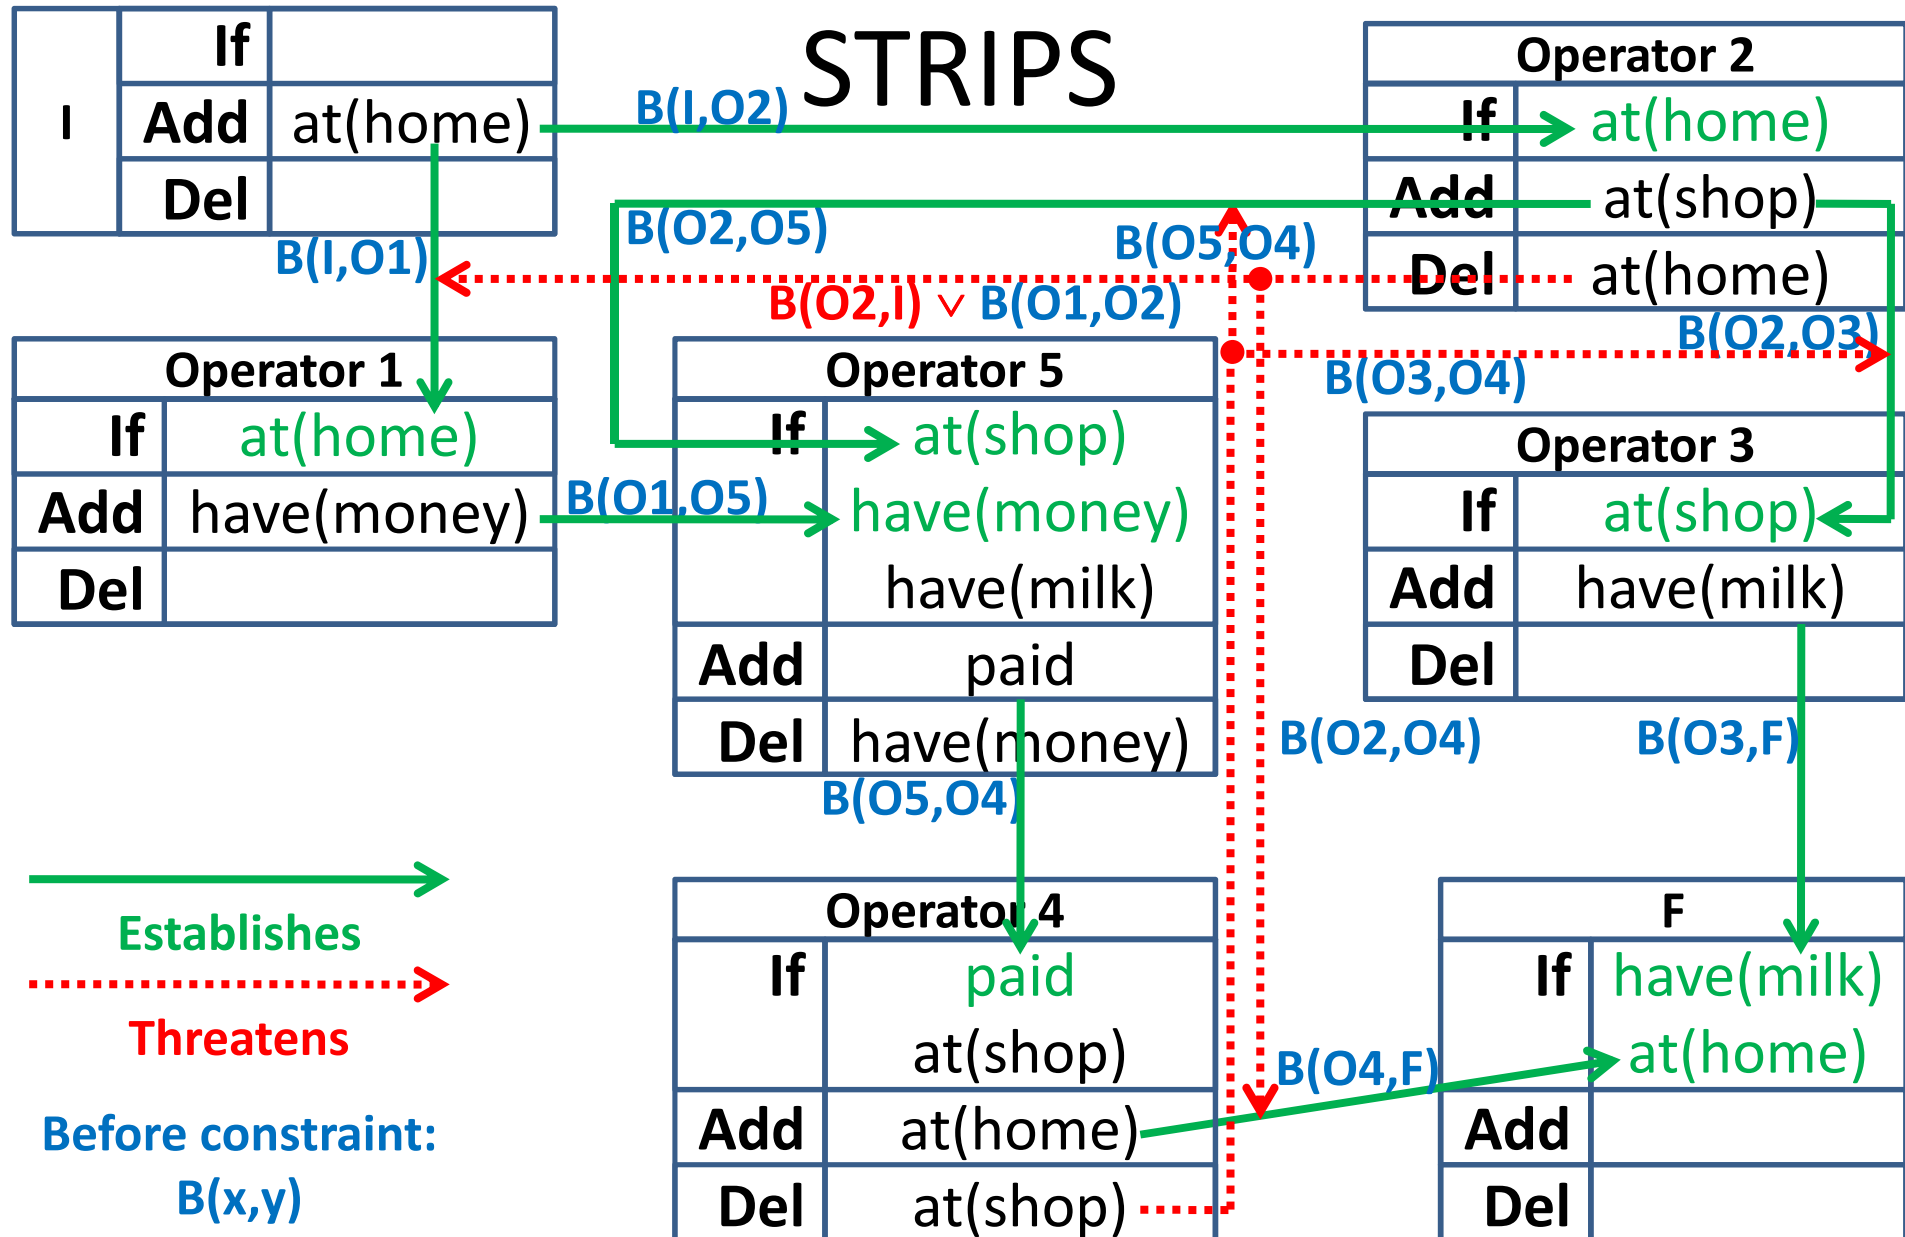 STRIPS
I
If
Add at(home)
Del
B(I,O2)
Operator 2
If at(home)
Add at(shop)
Del at(home)
B(I,O1)
B(O2,O5)
B(O5,O4)
B(O2,I) ∨ B(O1,O2)
B(O2,O3)
B(O3,O4)
Operator 1
If at(home)
Add have(money)
Del
B(O1,O5)
Operator 5
If at(shop)
have(money)
have(milk)
Add paid
Del have(money)
Operator 3
If at(shop)
Add have(milk)
Del
B(O5,O4)
B(O2,O4)
B(O3,F)
Establishes
Threatens
Before constraint:
B(x,y)
Operator 4
If paid
at(shop)
Add at(home)
Del at(shop)
B(O4,F)
F
If have(milk)
at(home)
Add
Del